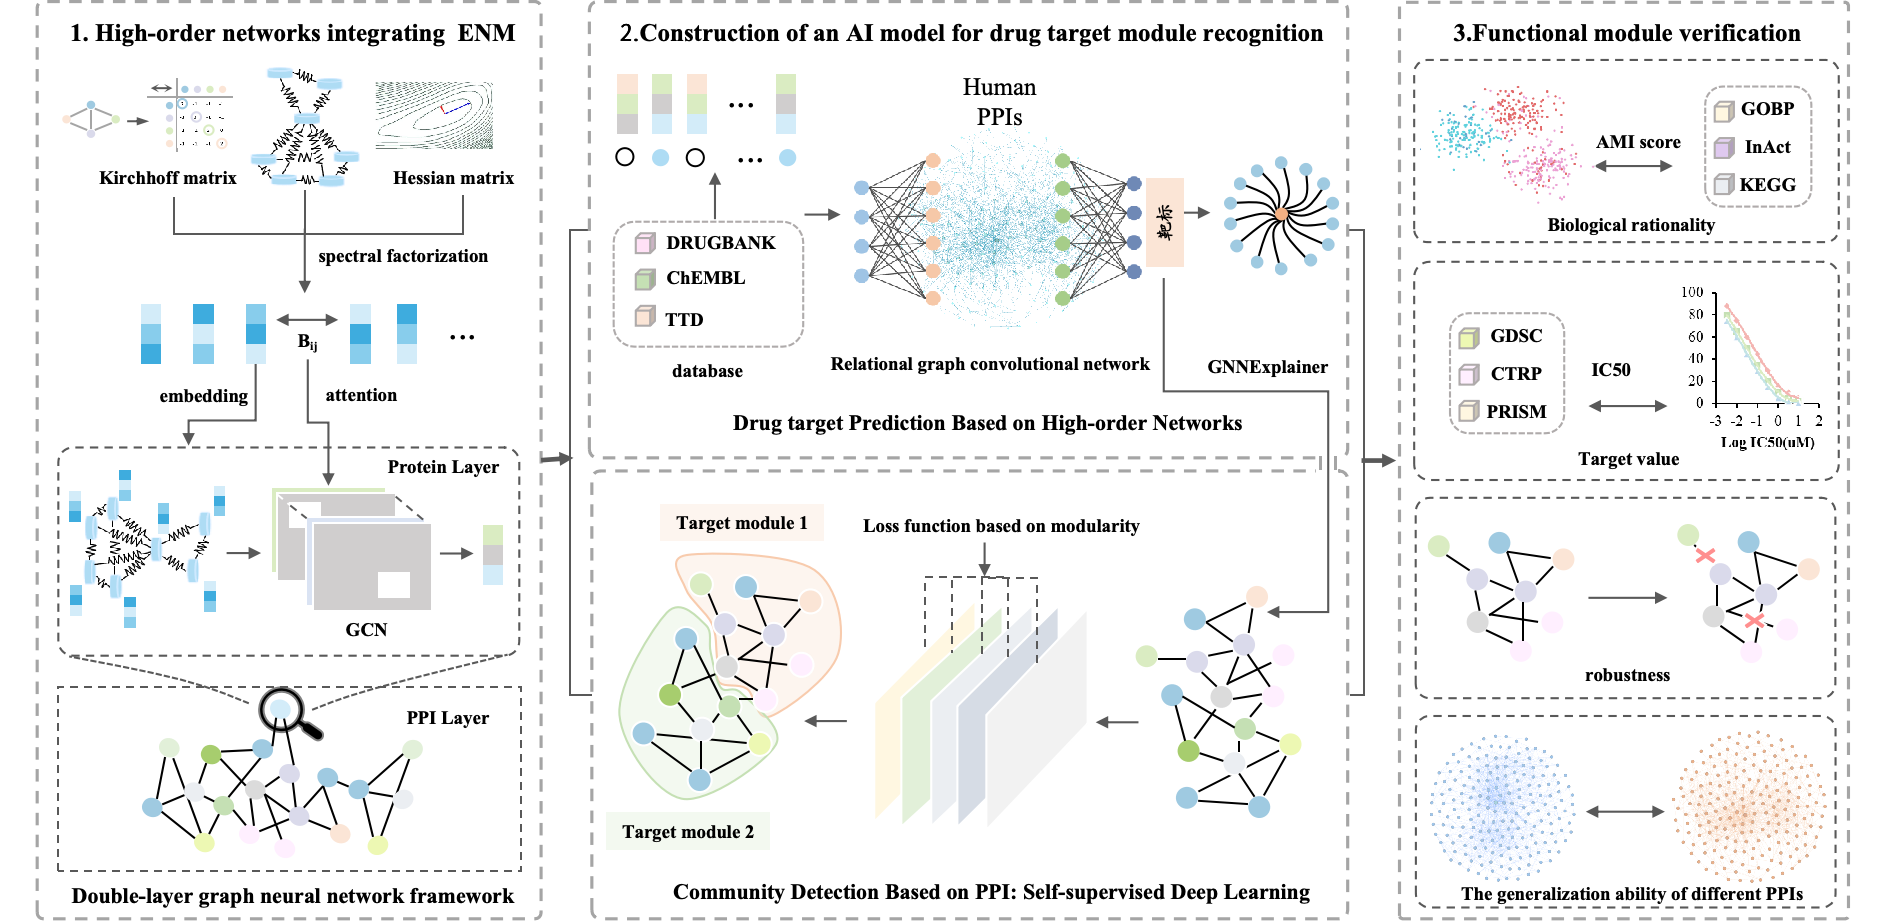 1. High-order networks integrating ENM
Kirchhoff matrix
Hessian matrix
spectral factorization
Bij
...
embedding
attention
Protein Layer
GCN
PPI Layer
Double-layer graph neural network framework
2.Construction of an AI model for drug target module recognition
...
...
Human
PPIs
DRUGBANK
ChEMBL
TTD
database
靶标
Relational graph convolutional network
GNNExplainer
Drug target Prediction Based on High-order Networks
Target module 1
Loss function based on modularity
Target module 2
Community Detection Based on PPI: Self-supervised Deep Learning
3.Functional module verification
AMI score
GOBP
InAct
KEGG
Biological rationality
GDSC
CTRP
PRISM
IC50
100
80
60
40
20
0
-3 -2 -1 0 1 2
Log IC50(uM)
Target value
robustness
The generalization ability of different PPIs